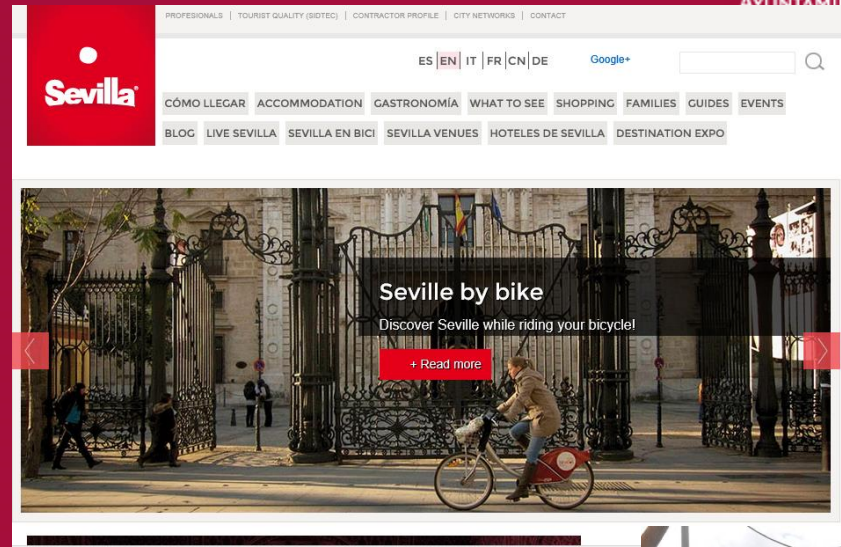 AYUNTAMI
PROFESIONALS | TOURIST QUALITY (SIDTEC) | CONTRACTOR PROFILE | CITY NETWORKS | CONTACT
ES | EN | IT | FR | CN | DE Google+
Sevilla
CÓMO LLEGAR ACCOMMODATION GASTRONOMÍA WHAT TO SEE SHOPPING FAMILIES GUIDES EVENTS
BLOG LIVE SEVILLA SEVILLA EN BICI SEVILLA VENUES HOTELES DE SEVILLA DESTINATION EXPO
Seville by bike
Discover Seville while riding your bicycle!
+ Read more